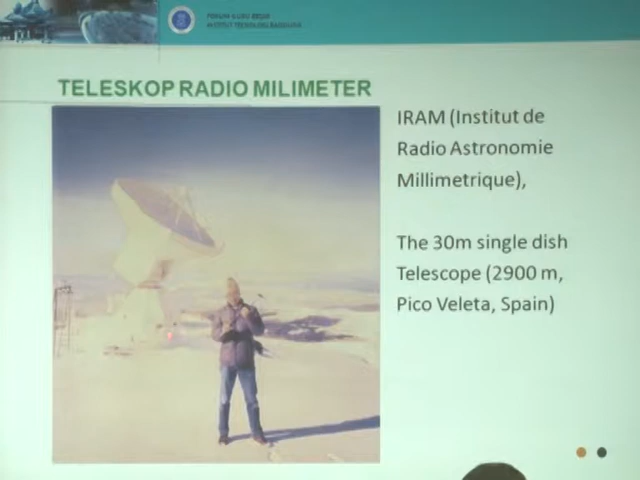 FORUM GURU BESAR
INSTITUT TEKNOLOGI BANDUNG
TELESKOP RADIO MILIMETER
IRAM (Institut de
Radio Astronomie
Millimetrique),
The 30m single dish
Telescope (2900 m,
Pico Veleta, Spain)